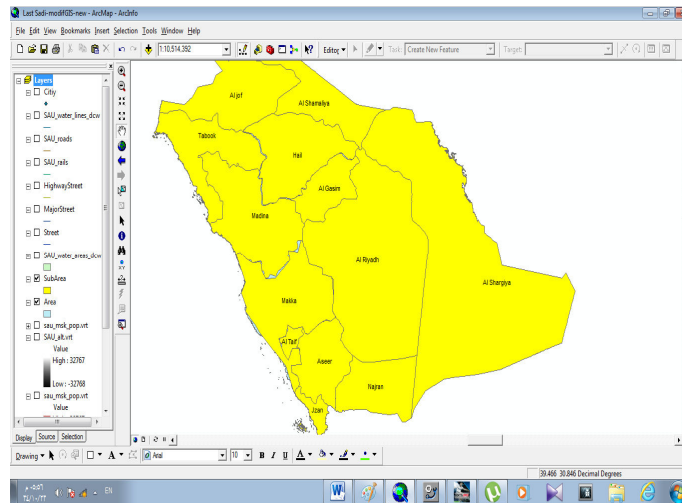 Last Sadi-modifGIS-new - ArcMap - ArcInfo
File Edit View Bookmarks Insert Selection Tools Window Help
1:10,514,392 Editor Task: Create New Feature Target:
Layers
Citiy
SAU_water_lines_dcw
SAU_roads
SAU_rails
HighwayStreet
MajorStreet
Street
SAU_water_areas_dcw
SubArea
Area
sau_msk_pop.vrt
SAU_alt.vrt
Value
High : 32767
Low : -32768
sau_msk_pop.vrt
Value
Display Source Selection
Al jof
Al Shamaliya
Tabook
Hail
Al Gasim
Madina
Al Riyadh
Al Shargiya
Makka
Al Taif
Aseer
Najran
Jzan
Drawing Arial 10 B I U A
39.466 30.846 Decimal Degrees
EN